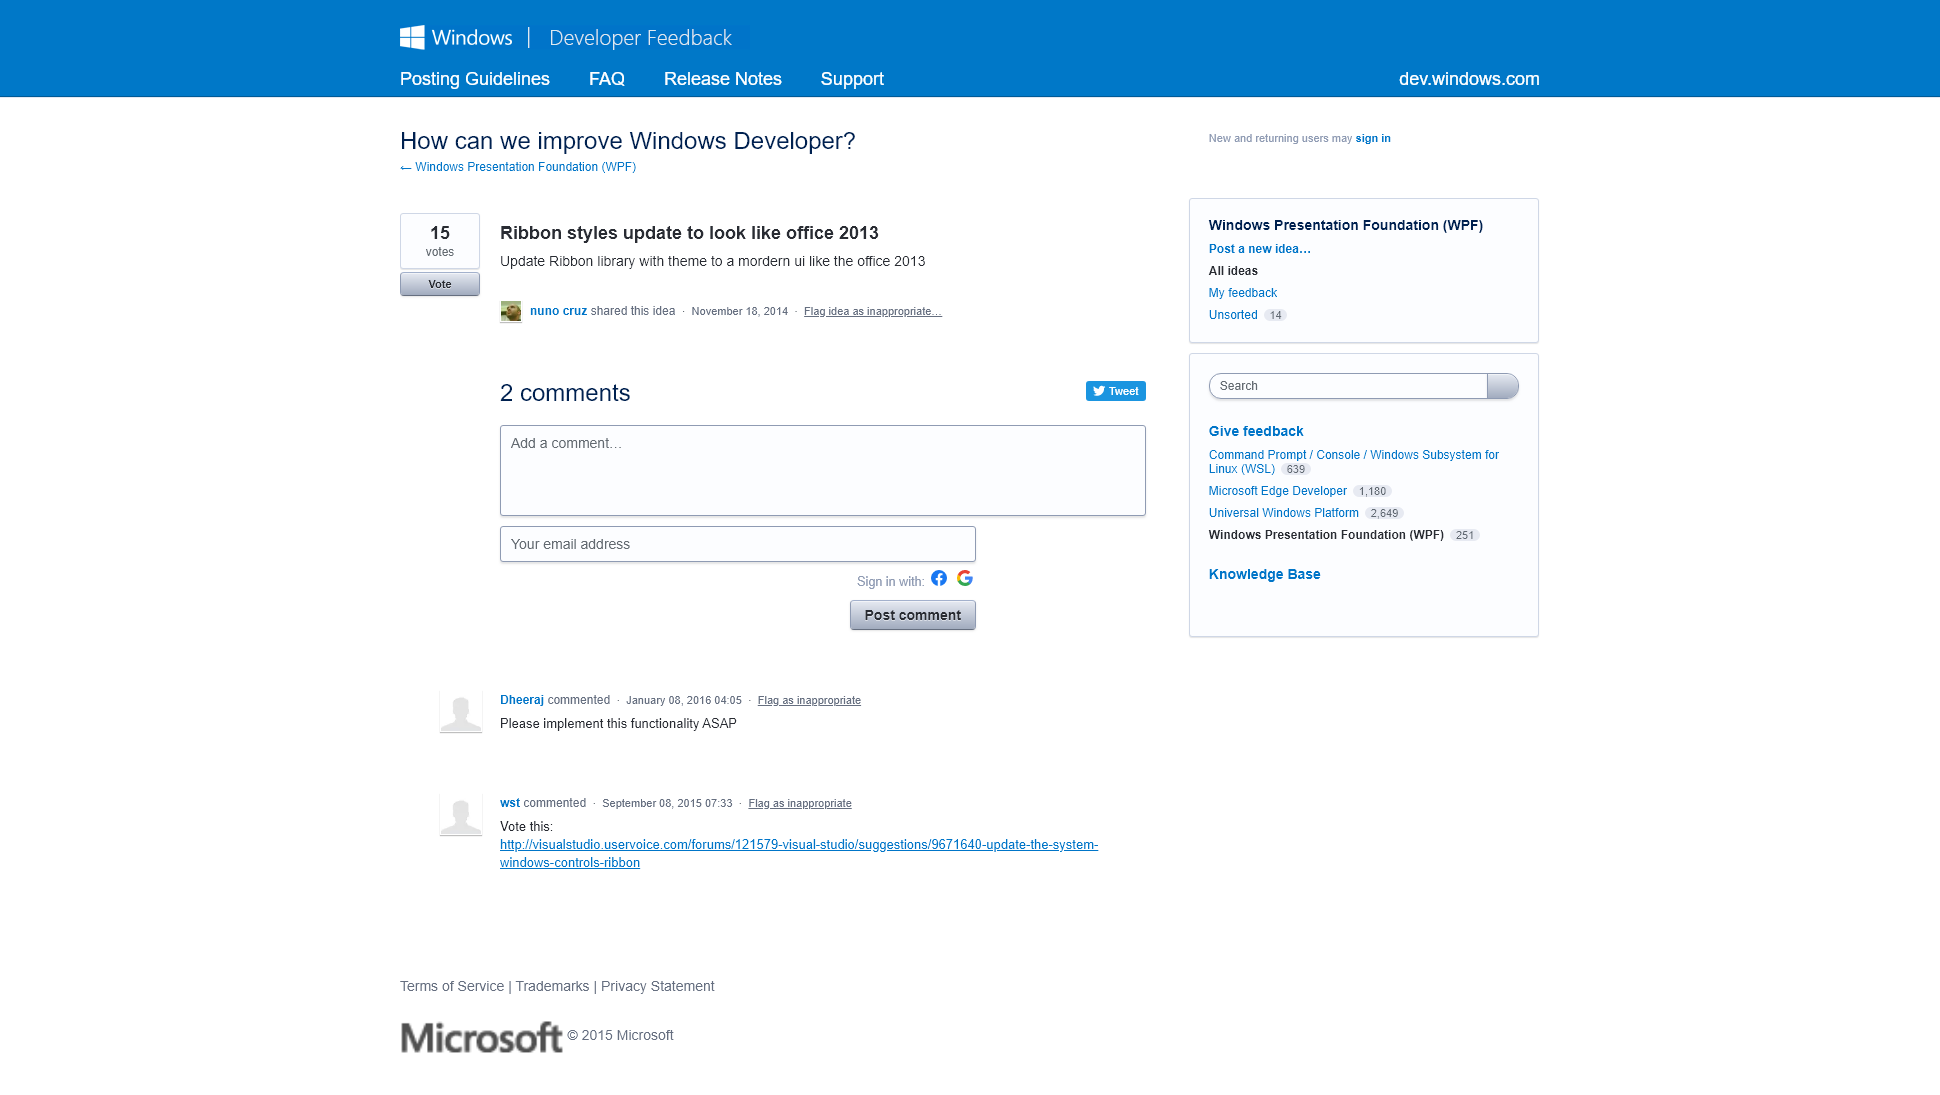 Windows | Developer Feedback
Posting Guidelines FAQ Release Notes Support dev.windows.com
How can we improve Windows Developer?
← Windows Presentation Foundation (WPF)
New and returning users may sign in
15
votes
Vote
Ribbon styles update to look like office 2013
Update Ribbon library with theme to a mordern ui like the office 2013
nuno cruz shared this idea · November 18, 2014 · Flag idea as inappropriate…
2 comments
Tweet
Add a comment…
Your email address
Sign in with:
Post comment
Dheeraj commented · January 08, 2016 04:05 · Flag as inappropriate
Please implement this functionality ASAP
wst commented · September 08, 2015 07:33 · Flag as inappropriate
Vote this:
http://visualstudio.uservoice.com/forums/121579-visual-studio/suggestions/9671640-update-the-system-
windows-controls-ribbon
Windows Presentation Foundation (WPF)
Post a new idea…
All ideas
My feedback
Unsorted 14
Search
Give feedback
Command Prompt / Console / Windows Subsystem for
Linux (WSL) 639
Microsoft Edge Developer 1,180
Universal Windows Platform 2,649
Windows Presentation Foundation (WPF) 251
Knowledge Base
Terms of Service | Trademarks | Privacy Statement
Microsoft © 2015 Microsoft